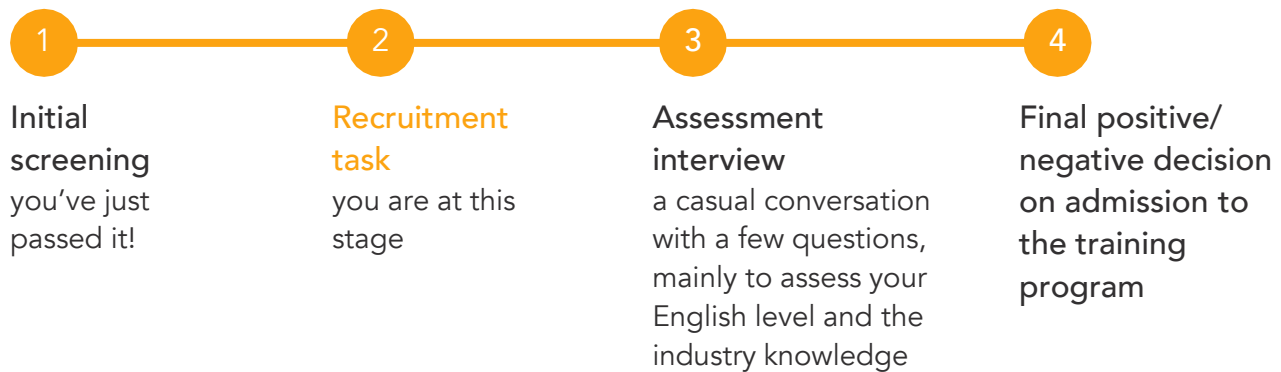 1
2
3
4
Initial
screening
you've just
passed it!
Recruitment
task
you are at this
stage
Assessment
interview
a casual conversation
with a few questions,
mainly to assess your
English level and the
industry knowledge
Final positive/
negative decision
on admission to
the training
program